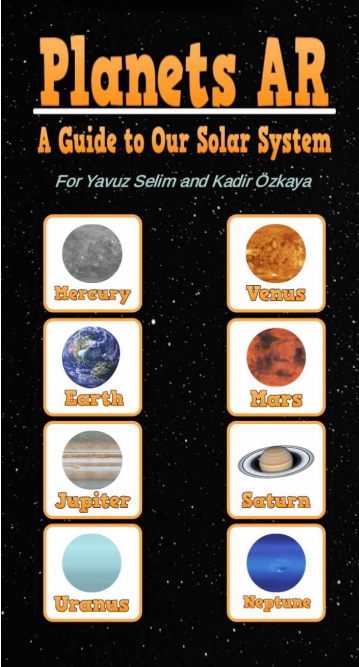 Planets AR
A Guide to Our Solar System
For Yavuz Selim and Kadir Özkaya
Mercury
Venus
Earth
Mars
Jupiter
Saturn
Uranus
Neptune